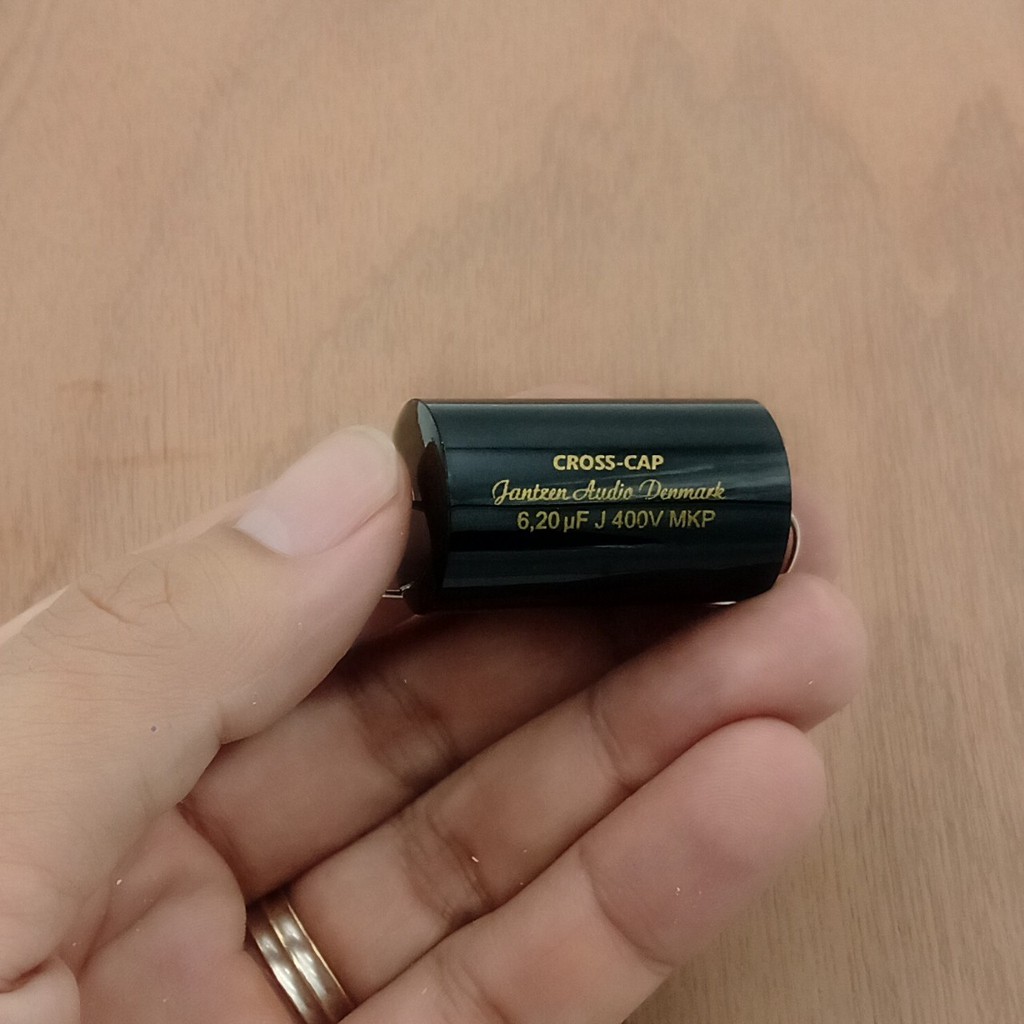 CROSS-CAP
Jantzen Audio Denmark
6,20 µF J 400V MKP